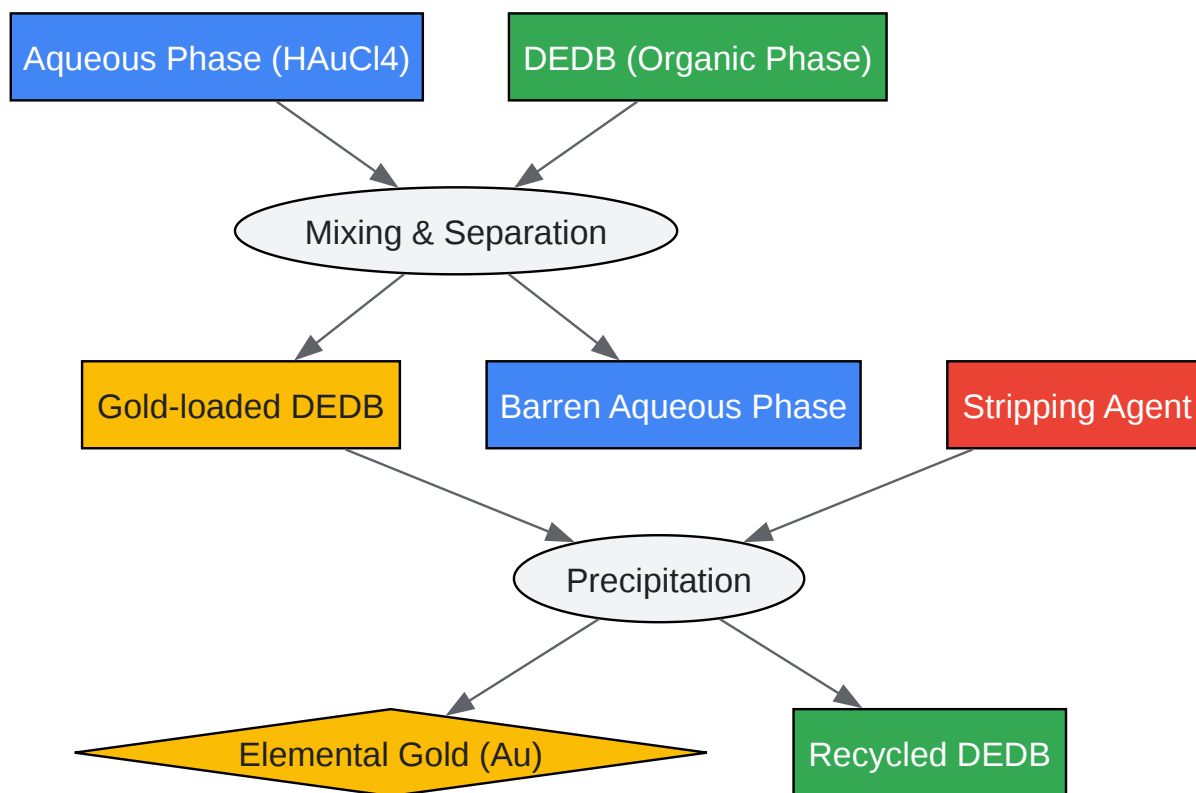 Aqueous Phase (HAuCl4)
DEDB (Organic Phase)
Mixing & Separation
Gold-loaded DEDB
Barren Aqueous Phase
Stripping Agent
Precipitation
Elemental Gold (Au)
Recycled DEDB